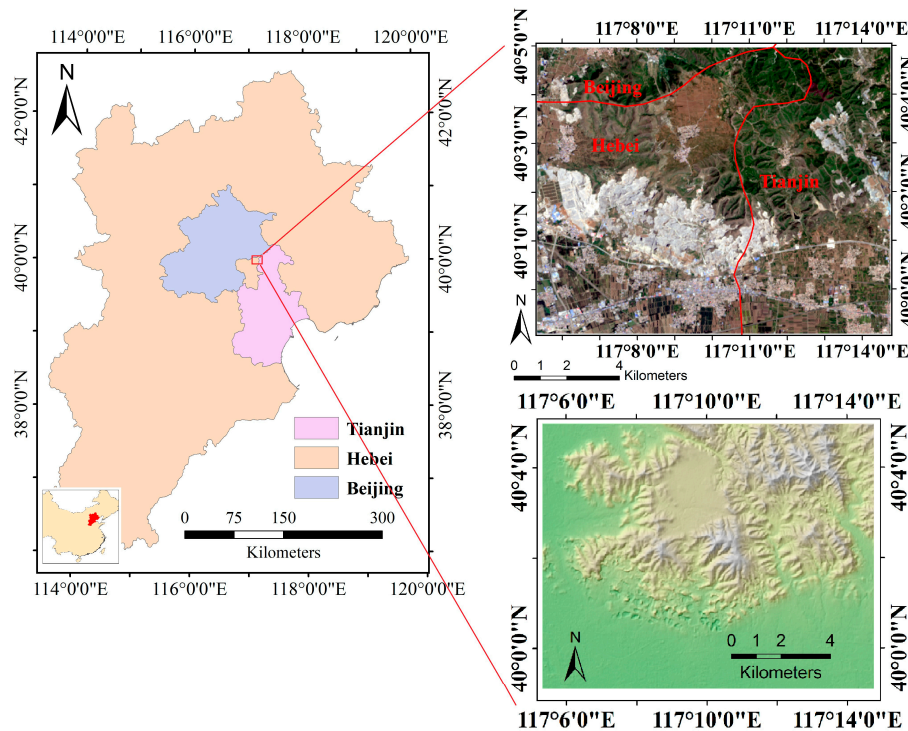 114°0'0"E 116°0'0"E 118°0'0"E 120°0'0"E
N
42°0'0"N
42°0'0"N
40°0'0"N
40°0'0"N
38°0'0"N
38°0'0"N
Tianjin
Hebei
Beijing
0 75 150 300
Kilometers
114°0'0"E 116°0'0"E 118°0'0"E 120°0'0"E
117°8'0"E 117°11'0"E 117°14'0"E
40°5'0"N
40°3'0"N
40°1'0"N
Beijing
Hebei
Tianjin
N
117°8'0"E 117°11'0"E 117°14'0"E
0 1 2 4
Kilometers
117°6'0"E 117°10'0"E 117°14'0"E
40°4'0"N
40°4'0"N
40°0'0"N
40°0'0"N
N
0 1 2 4
Kilometers
117°6'0"E 117°10'0"E 117°14'0"E